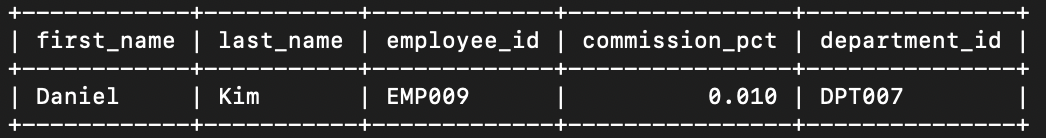 +------------+-----------+-------------+----------------+---------------+
| first_name | last_name | employee_id | commission_pct | department_id |
+------------+-----------+-------------+----------------+---------------+
| Daniel     | Kim       | EMP009      |          0.010 | DPT007        |
+------------+-----------+-------------+----------------+---------------+